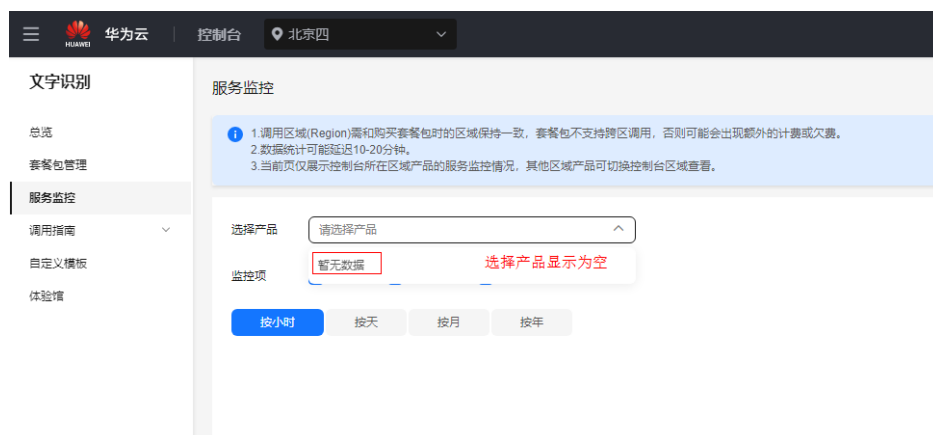 HUAWEI 华为云 控制台 北京四
文字识别
服务监控
总览
套餐包管理
服务监控
调用指南
自定义模板
体验馆
1.调用区域(Region)需和购买套餐包时的区域保持一致，套餐包不支持跨区调用，否则可能会出现额外的计费或欠费。
2.数据统计可能延迟10-20分钟。
3.当前页仅展示控制台所在区域产品的服务监控情况，其他区域产品可切换控制台区域查看。
选择产品 请选择产品
暂无数据 选择产品显示为空
监控项
按小时 按天 按月 按年